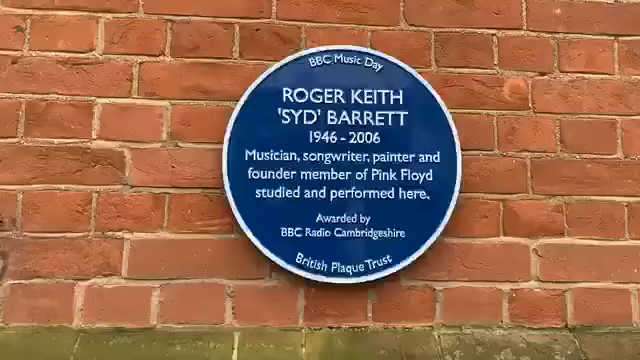 BBC Music Day
ROGER KEITH
'SYD' BARRETT
1946 - 2006
Musician, songwriter, painter and
founder member of Pink Floyd
studied and performed here.
Awarded by
BBC Radio Cambridgeshire
British Plaque Trust